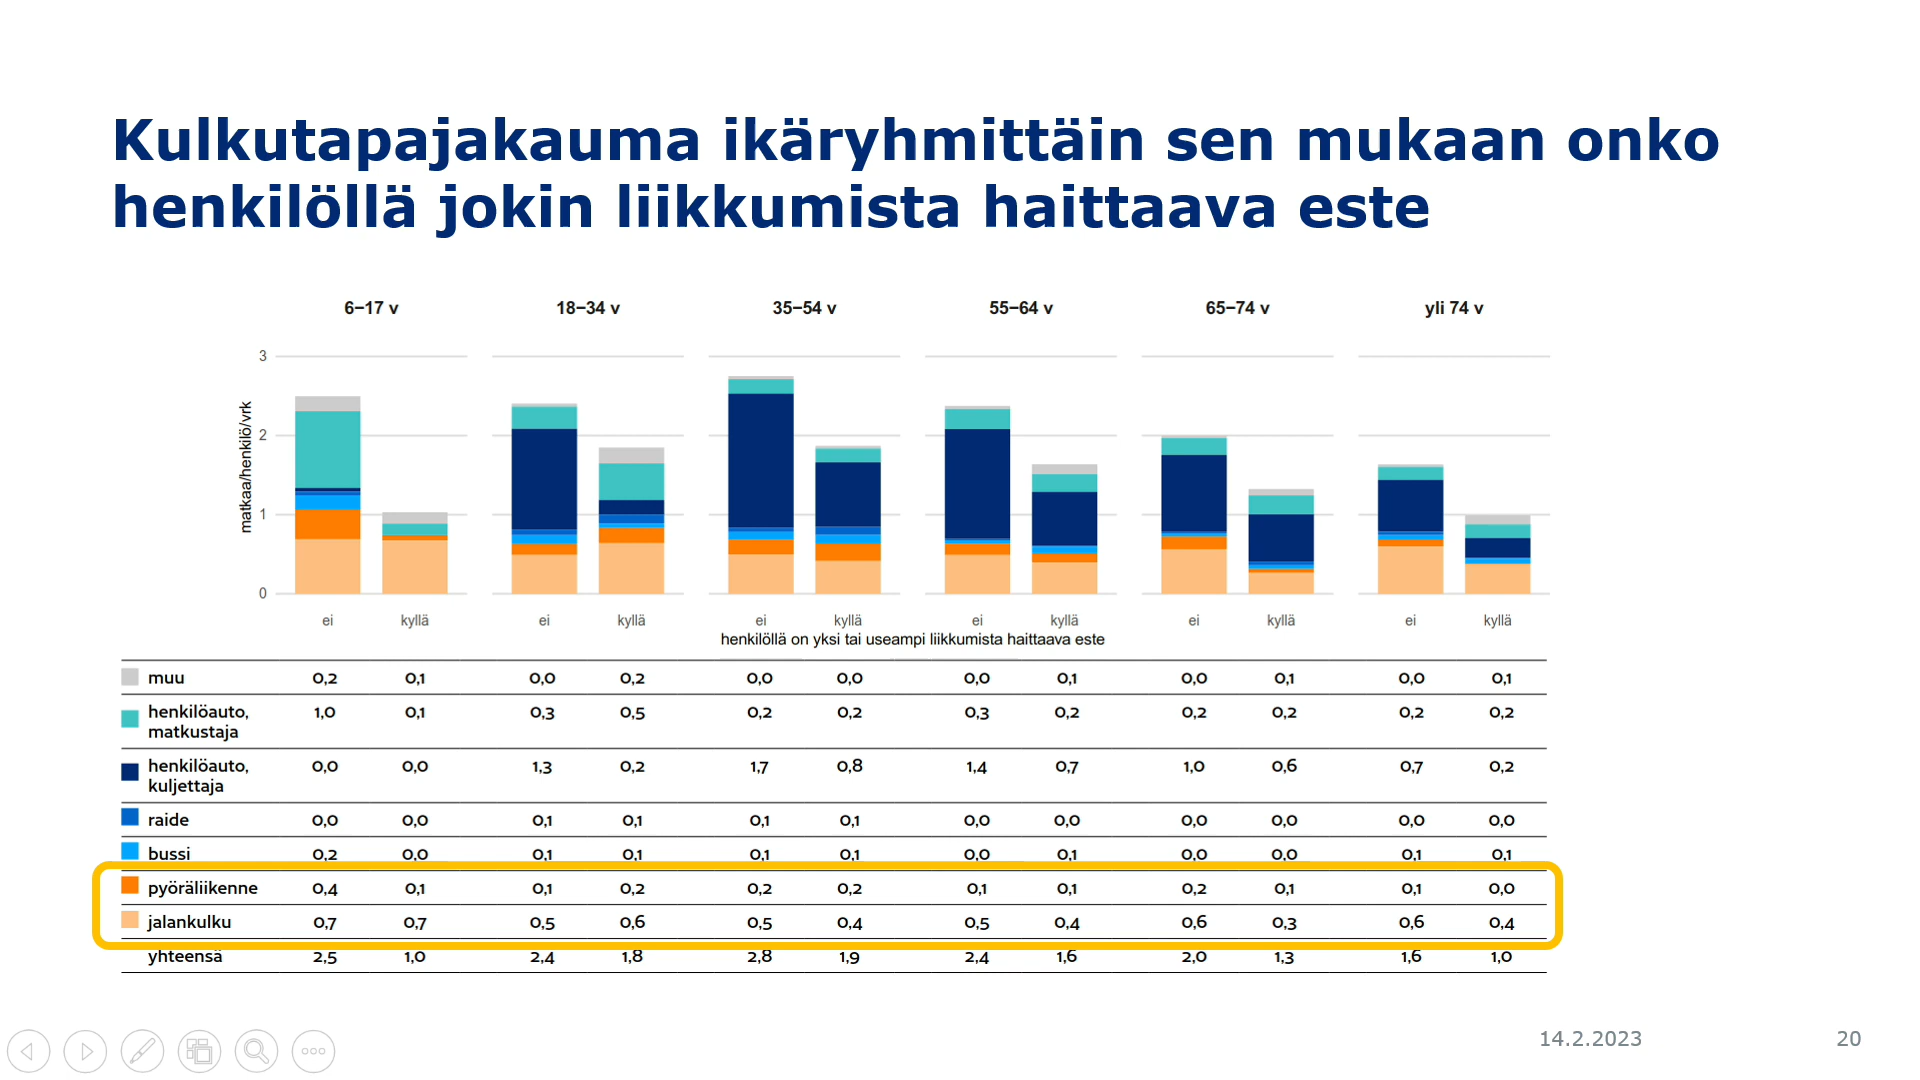 Kulkutapajakauma ikäryhmittäin sen mukaan onko
henkilöllä jokin liikkumista haittaava este
6–17 v 18–34 v 35–54 v 55–64 v 65–74 v yli 74 v
matkaa/henkilö/vrk
3
2
1
0
ei kyllä ei kyllä ei kyllä ei kyllä ei kyllä ei kyllä
henkilöllä on yksi tai useampi liikkumista haittaava este
muu 0,2 0,1 0,0 0,2 0,0 0,0 0,0 0,1 0,0 0,1 0,0 0,1
henkilöauto, 1,0 0,1 0,3 0,5 0,2 0,2 0,3 0,2 0,2 0,2 0,2 0,2
matkustaja
henkilöauto, 0,0 0,0 1,3 0,2 1,7 0,8 1,4 0,7 1,0 0,6 0,7 0,2
kuljettaja
raide 0,0 0,0 0,1 0,1 0,1 0,1 0,0 0,0 0,0 0,0 0,0 0,0
bussi 0,2 0,0 0,1 0,1 0,1 0,1 0,0 0,1 0,0 0,0 0,1 0,1
pyöräliikenne 0,4 0,1 0,1 0,2 0,2 0,2 0,1 0,1 0,2 0,1 0,1 0,0
jalankulku 0,7 0,7 0,5 0,6 0,5 0,4 0,5 0,4 0,6 0,3 0,6 0,4
yhteensä 2,5 1,0 2,4 1,8 2,8 1,9 2,4 1,6 2,0 1,3 1,6 1,0
14.2.2023 20